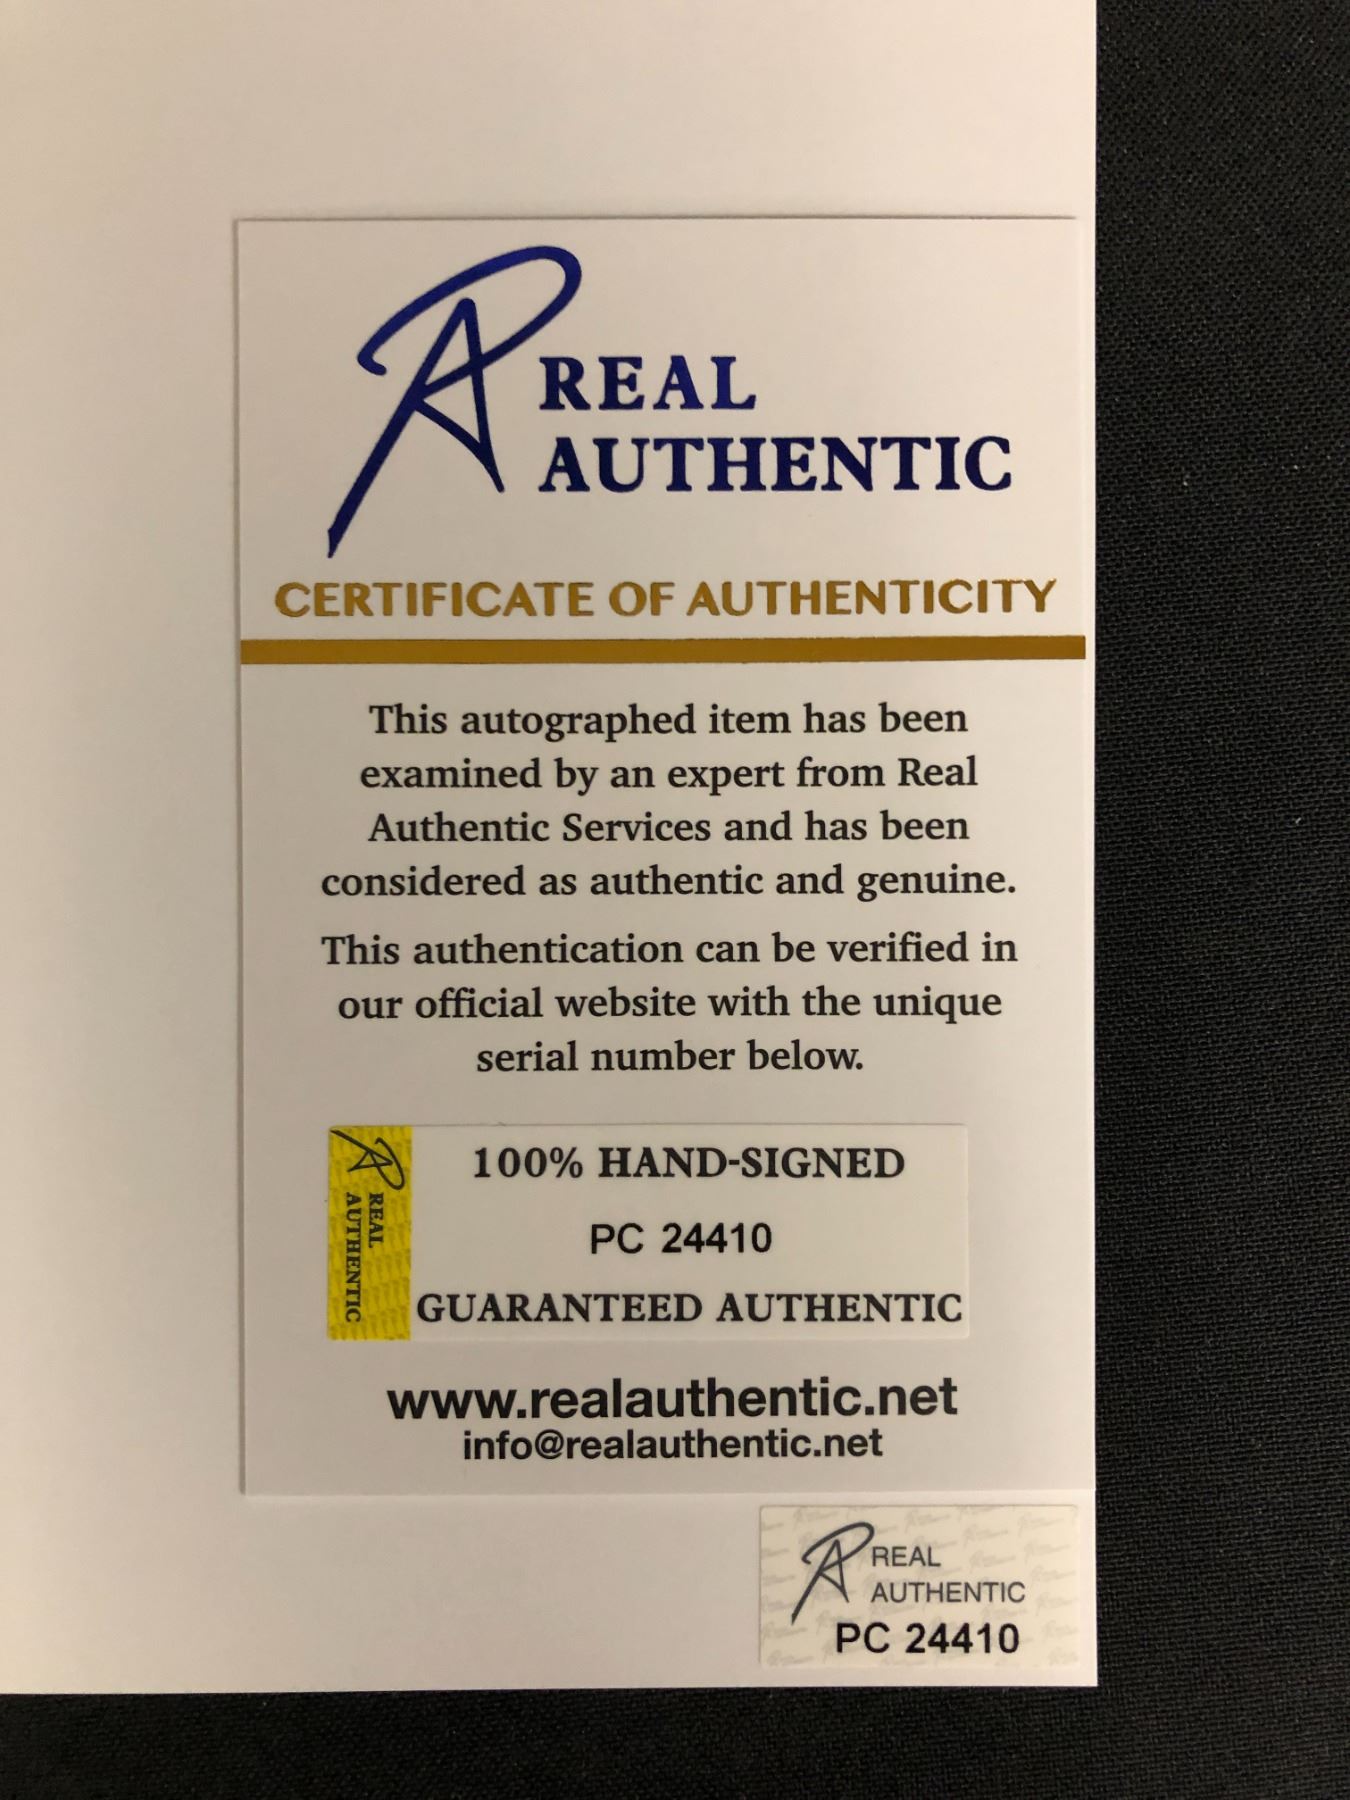 RA REAL
AUTHENTIC
CERTIFICATE OF AUTHENTICITY
This autographed item has been
examined by an expert from Real
Authentic Services and has been
considered as authentic and genuine.
This authentication can be verified in
our official website with the unique
serial number below.
RA REAL
AUTHENTIC
100% HAND-SIGNED
PC 24410
GUARANTEED AUTHENTIC
www.realauthentic.net
info@realauthentic.net
RA REAL
AUTHENTIC
PC 24410